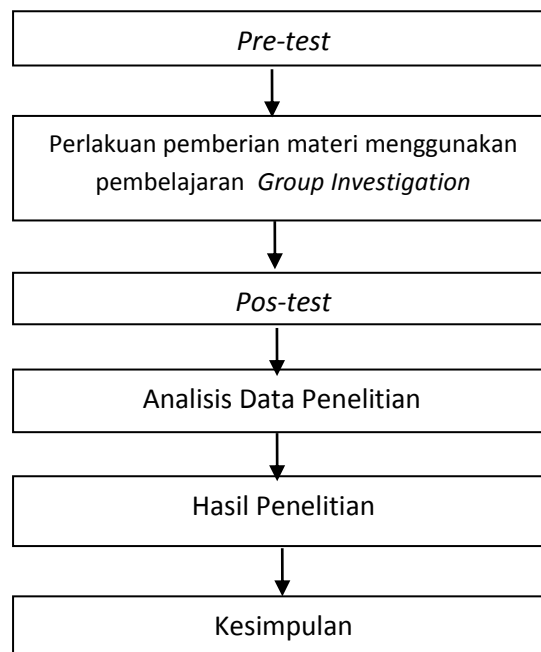 Pre-test
Perlakuan pemberian materi menggunakan
pembelajaran Group Investigation
Pos-test
Analisis Data Penelitian
Hasil Penelitian
Kesimpulan